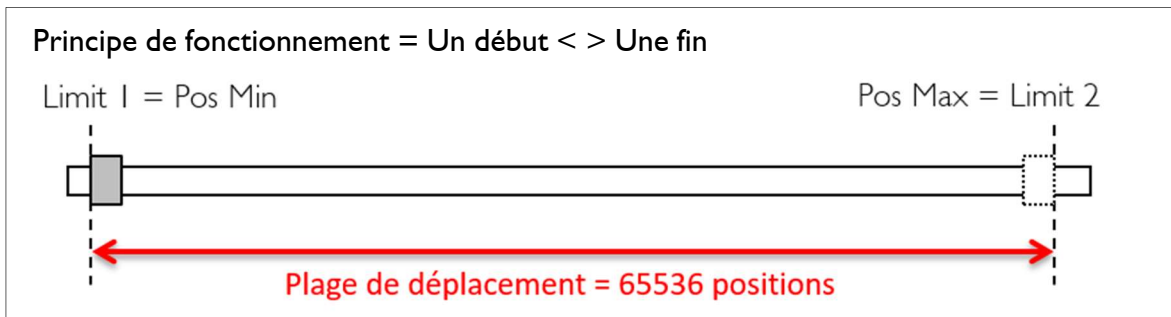 Principe de fonctionnement = Un début < > Une fin
Limit 1 = Pos Min
Pos Max = Limit 2
Plage de déplacement = 65536 positions